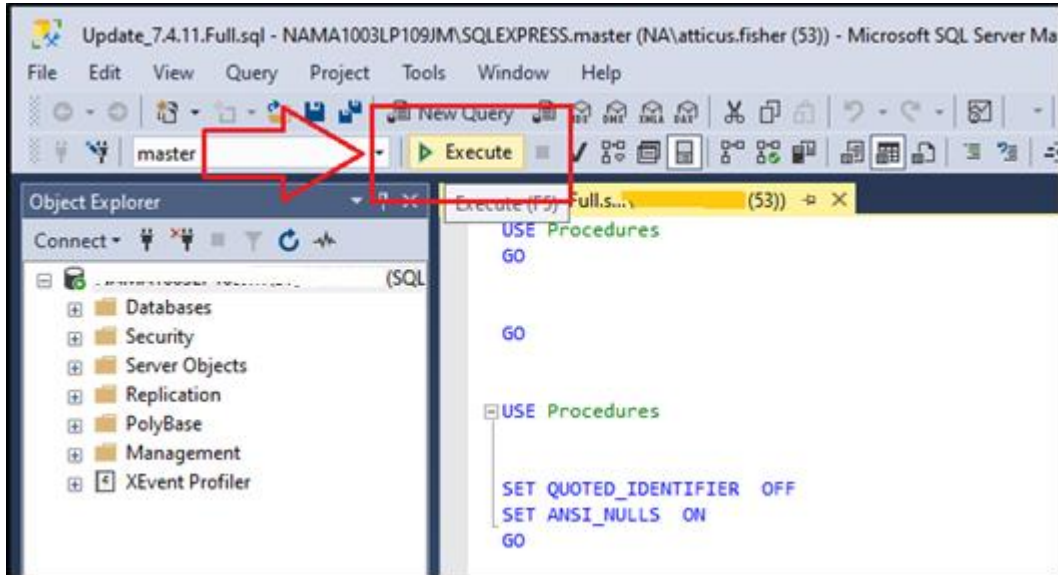 Update_7.4.11.Full.sql - NAMA1003LP109JM\SQLEXPRESS.master (NA\atticus.fisher (53)) - Microsoft SQL Server Ma
File Edit View Query Project Tools Window Help
New Query
master Execute
Object Explorer
Execute (F5) Full.s... (53))
Connect
(SQL
Databases
Security
Server Objects
Replication
PolyBase
Management
XEvent Profiler
USE Procedures
GO
GO
USE Procedures
SET QUOTED_IDENTIFIER OFF
SET ANSI_NULLS ON
GO